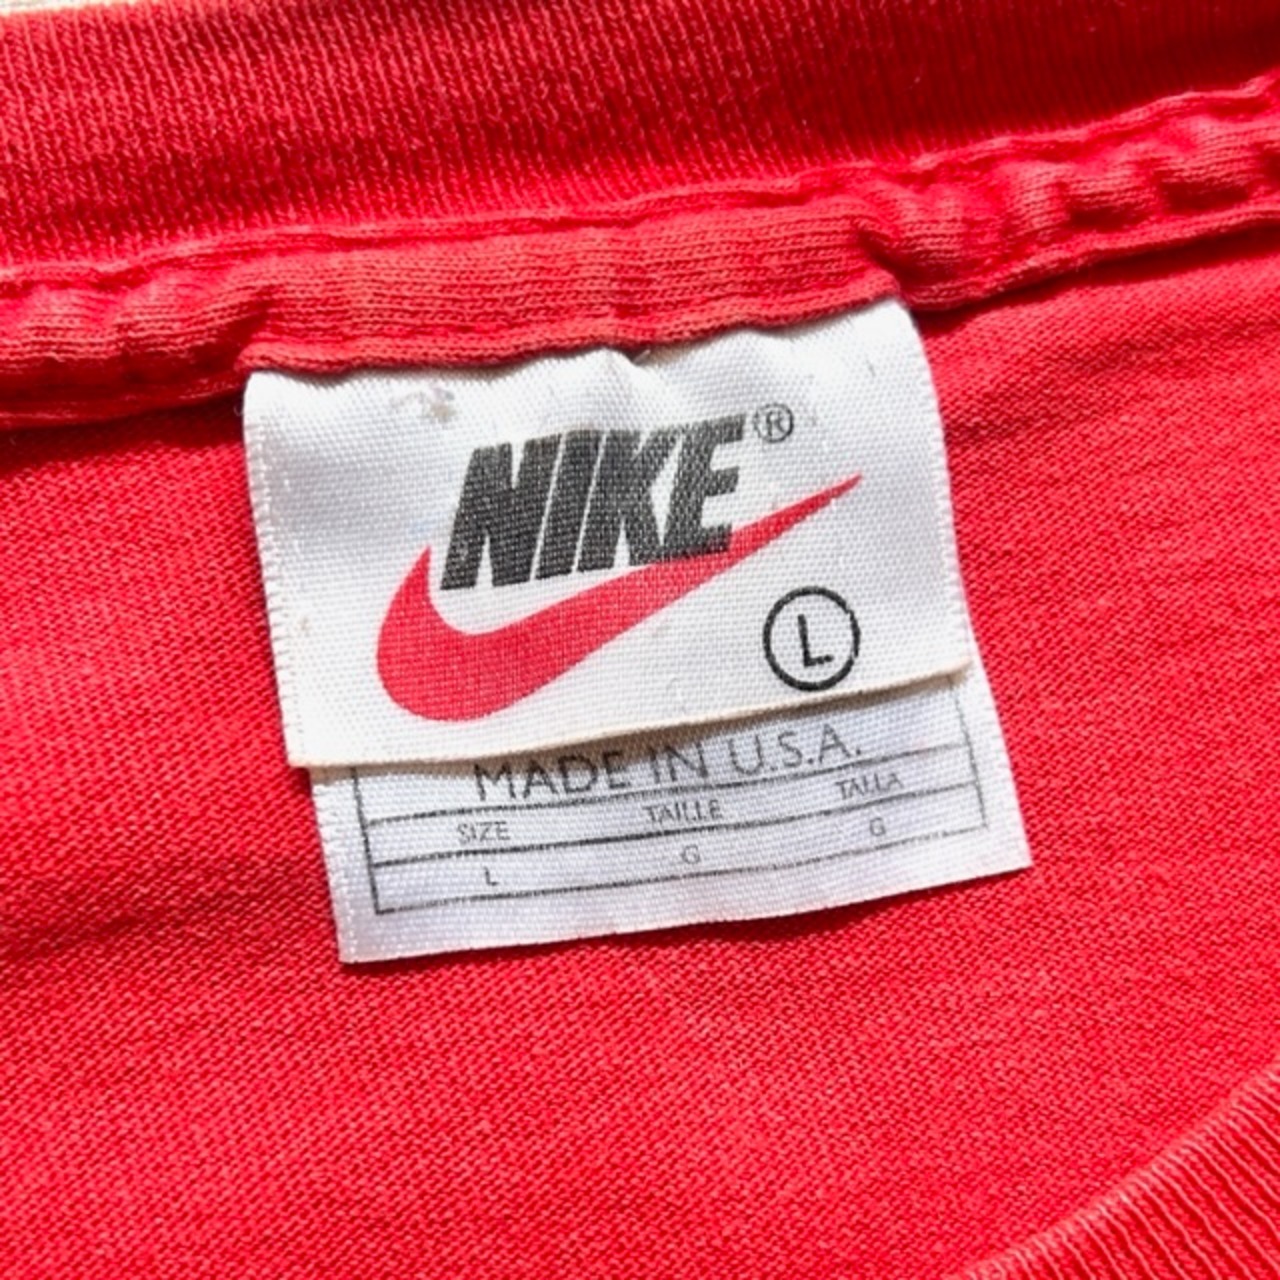 NIKE®
L
MADE IN U.S.A.
SIZE TAILLE TALLA
L G G